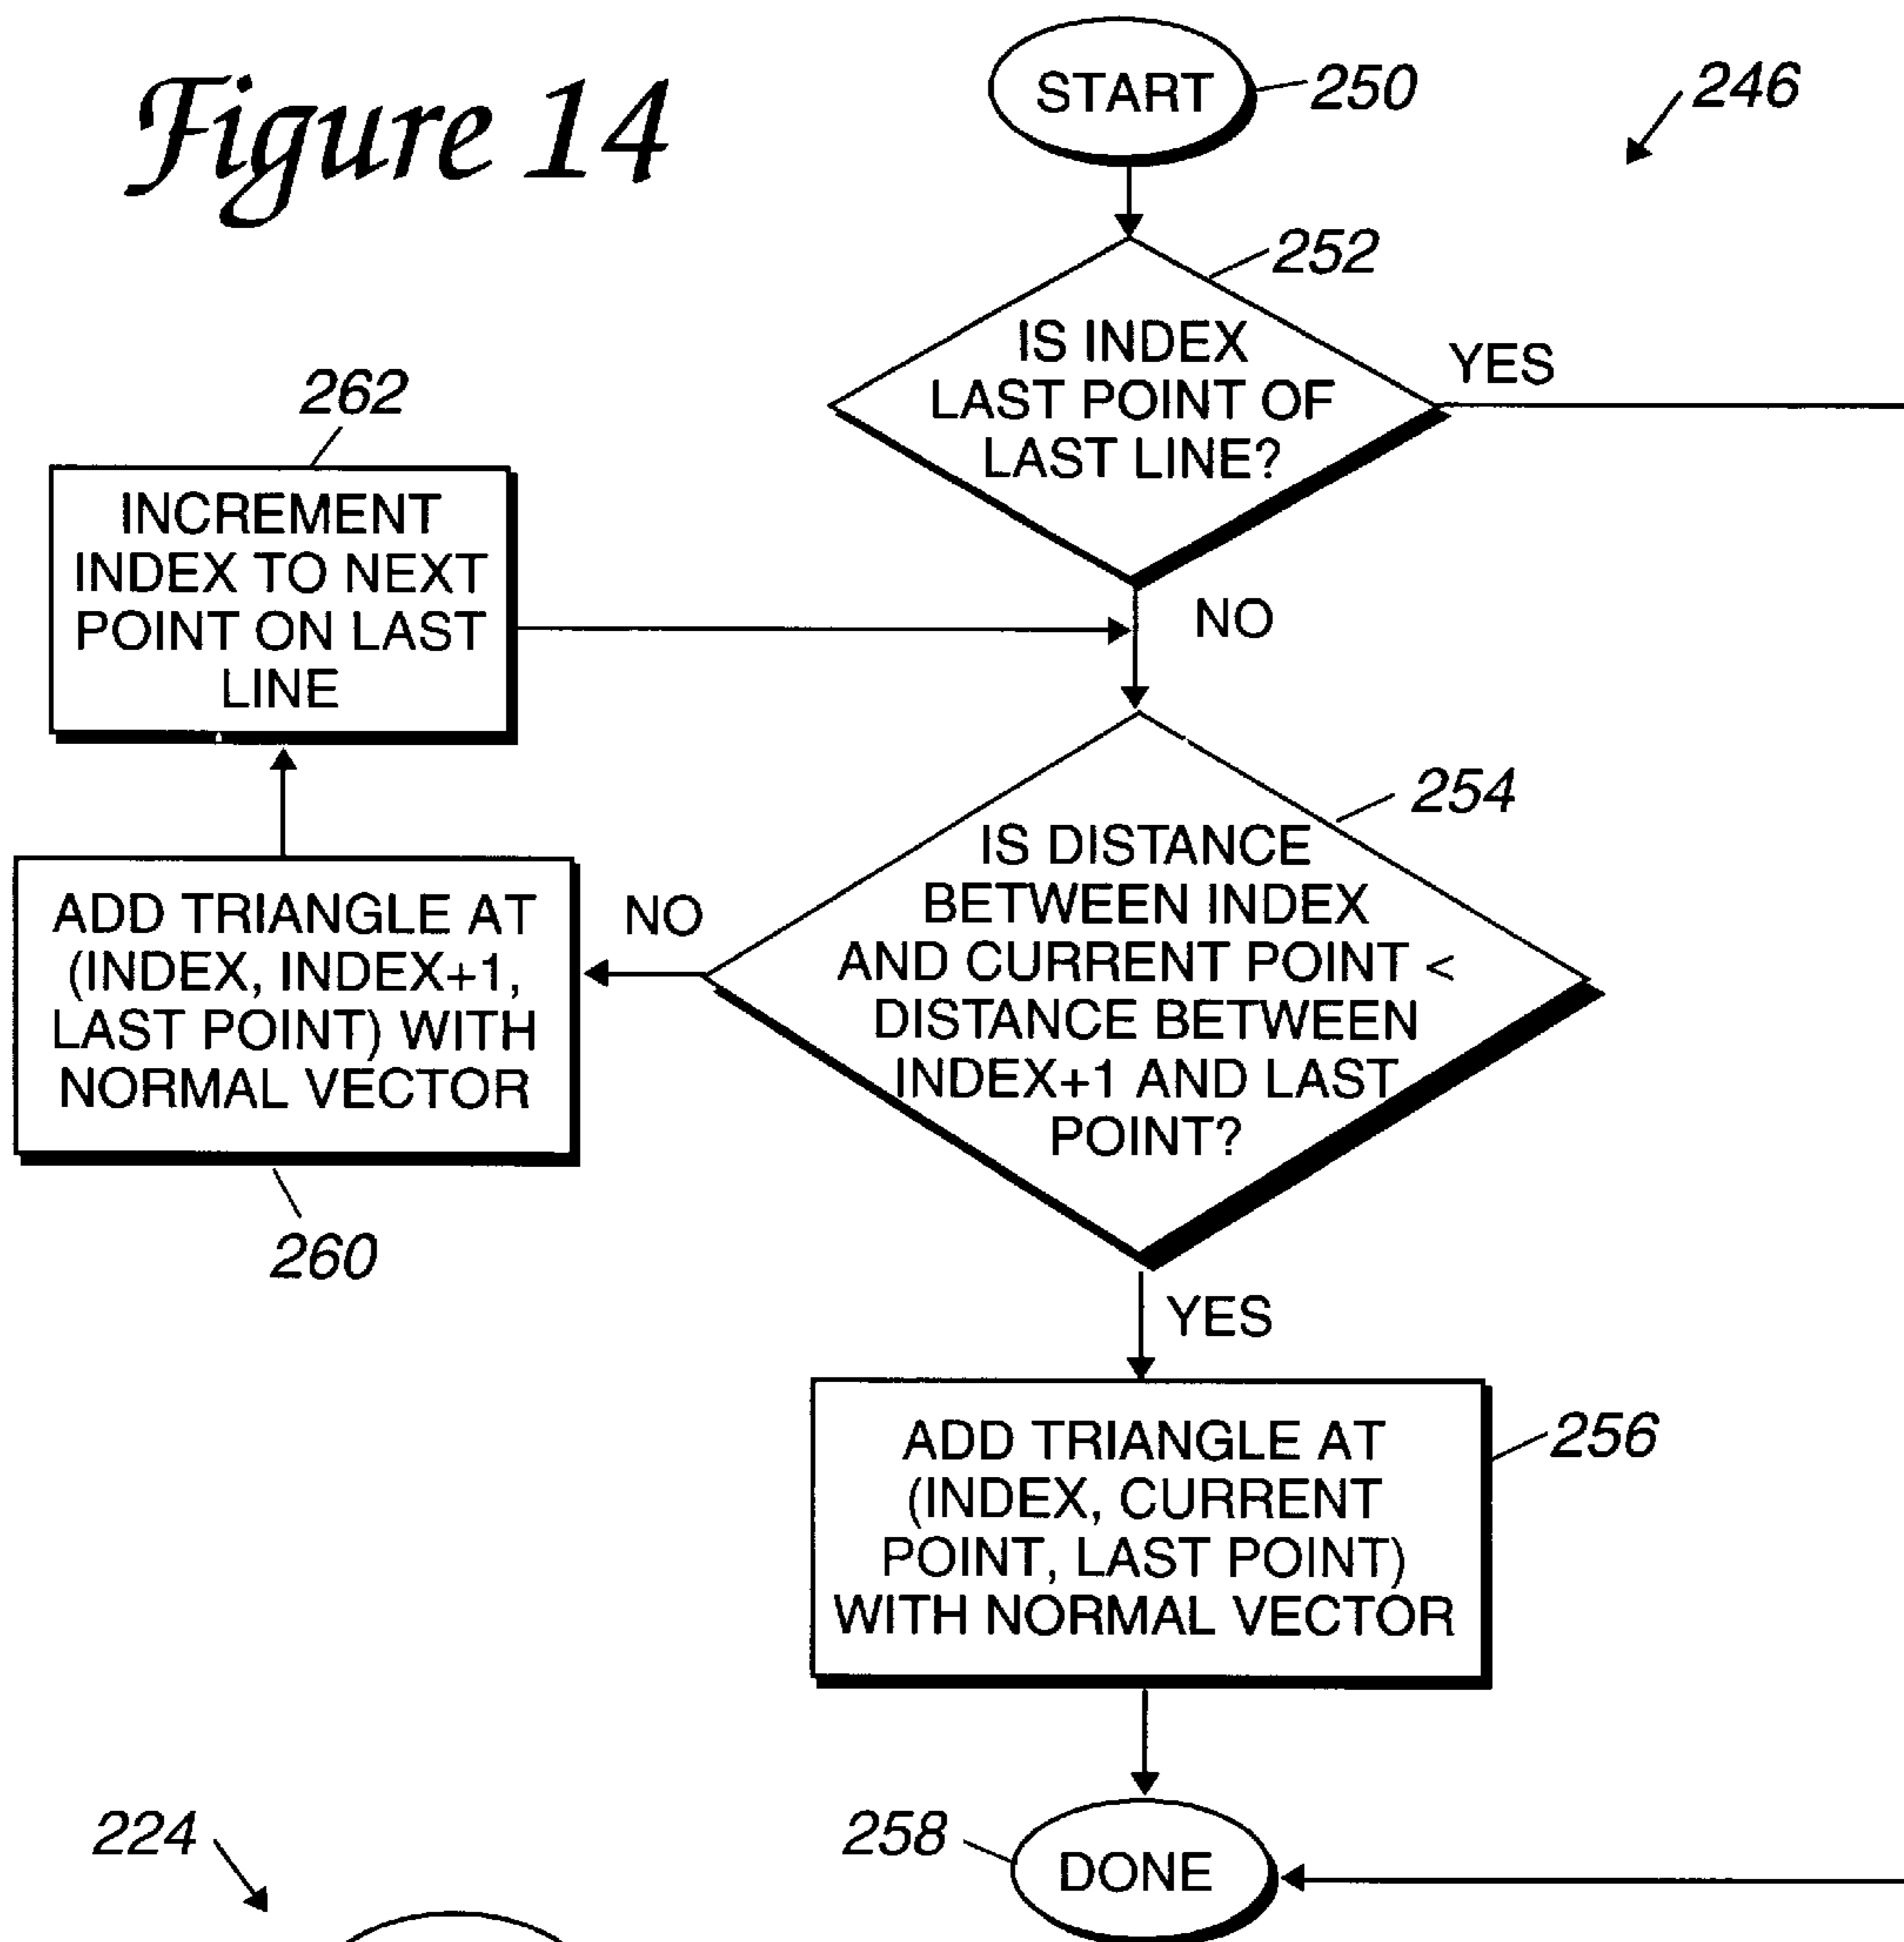 Figure 14
START
250
246
252
IS INDEX
LAST POINT OF
LAST LINE?
YES
262
INCREMENT
INDEX TO NEXT
POINT ON LAST
LINE
NO
254
IS DISTANCE
BETWEEN INDEX
AND CURRENT POINT <
DISTANCE BETWEEN
INDEX+1 AND LAST
POINT?
NO
ADD TRIANGLE AT
(INDEX, INDEX+1,
LAST POINT) WITH
NORMAL VECTOR
260
YES
ADD TRIANGLE AT
(INDEX, CURRENT
POINT, LAST POINT)
WITH NORMAL VECTOR
256
224
258
DONE